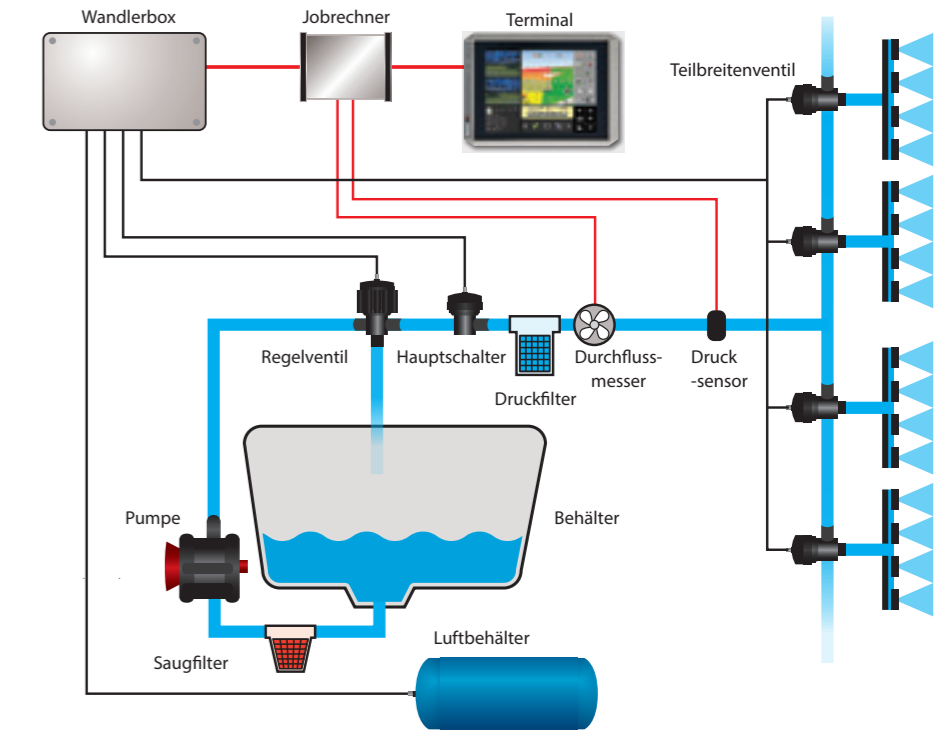 Wandlerbox
Jobrechner
Terminal
Teilbreitenventil
Regelventil
Hauptschalter
Durchfluss-
messer
Druck
-sensor
Druckfilter
Pumpe
Behälter
Saugfilter
Luftbehälter